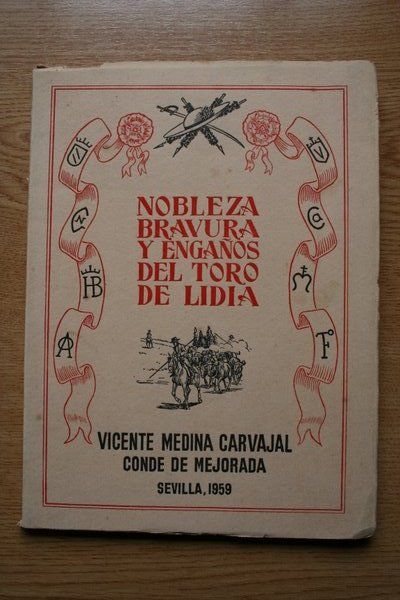 NOBLEZA
BRAVURA
Y ENGAÑOS
DEL TORO
DE LIDIA
VICENTE MEDINA CARVAJAL
CONDE DE MEJORADA
SEVILLA, 1959